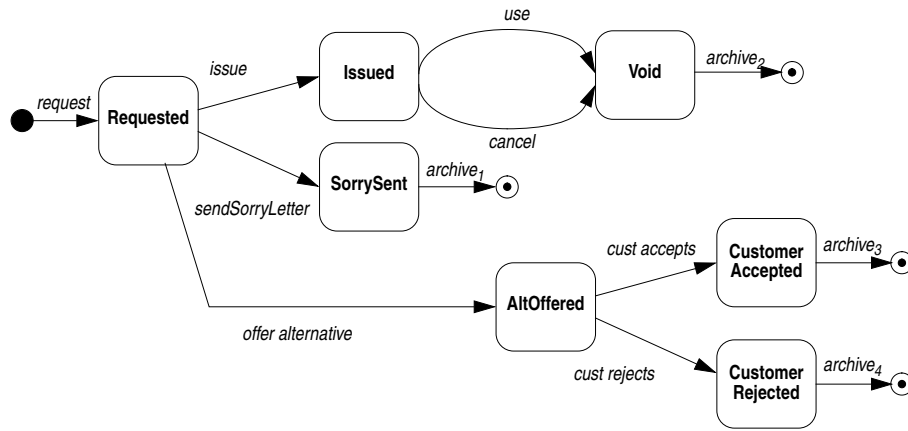 use
issue
Issued
Void
archive2
request
Requested
cancel
SorrySent
archive1
sendSorryLetter
cust accepts
Customer
Accepted
archive3
AltOffered
offer alternative
cust rejects
Customer
Rejected
archive4